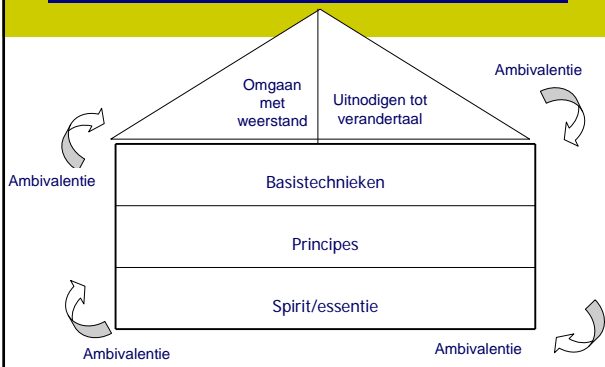 Ambivalentie
Omgaan
met
weerstand
Uitnodigen tot
verandertaal
Ambivalentie
Basistechnieken
Principes
Spirit/essentie
Ambivalentie
Ambivalentie